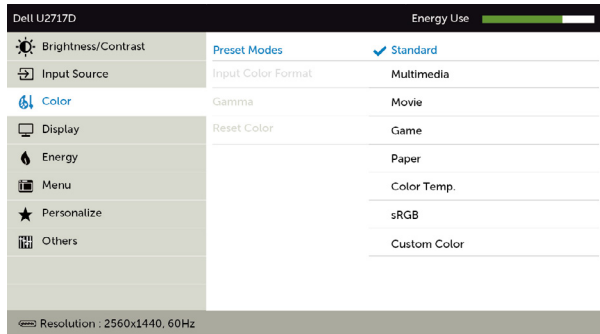 Dell U2717D
Energy Use
Brightness/Contrast
Input Source
Color
Display
Energy
Menu
Personalize
Others
Preset Modes
Input Color Format
Gamma
Reset Color
Standard
Multimedia
Movie
Game
Paper
Color Temp.
sRGB
Custom Color
Resolution : 2560x1440, 60Hz